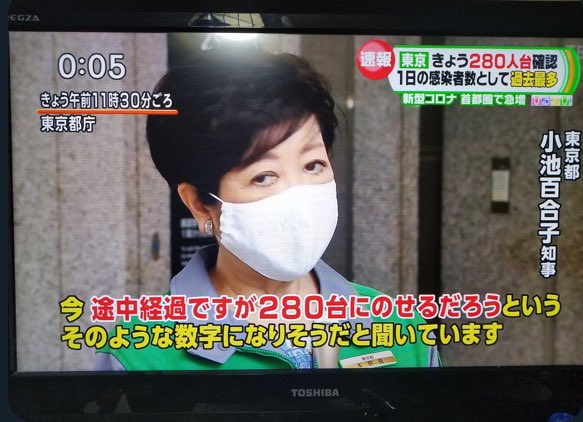 REGZA
0:05
きょう午前11時30分ごろ
東京都庁
速報
東京 きょう280人台確認
1日の感染者数として過去最多
新型コロナ 首都圏で急増 ひるおび!
東京都
小池百合子知事
今 途中経過ですが280台にのせるだろうという
そのような数字になりそうだと聞いています
TOSHIBA